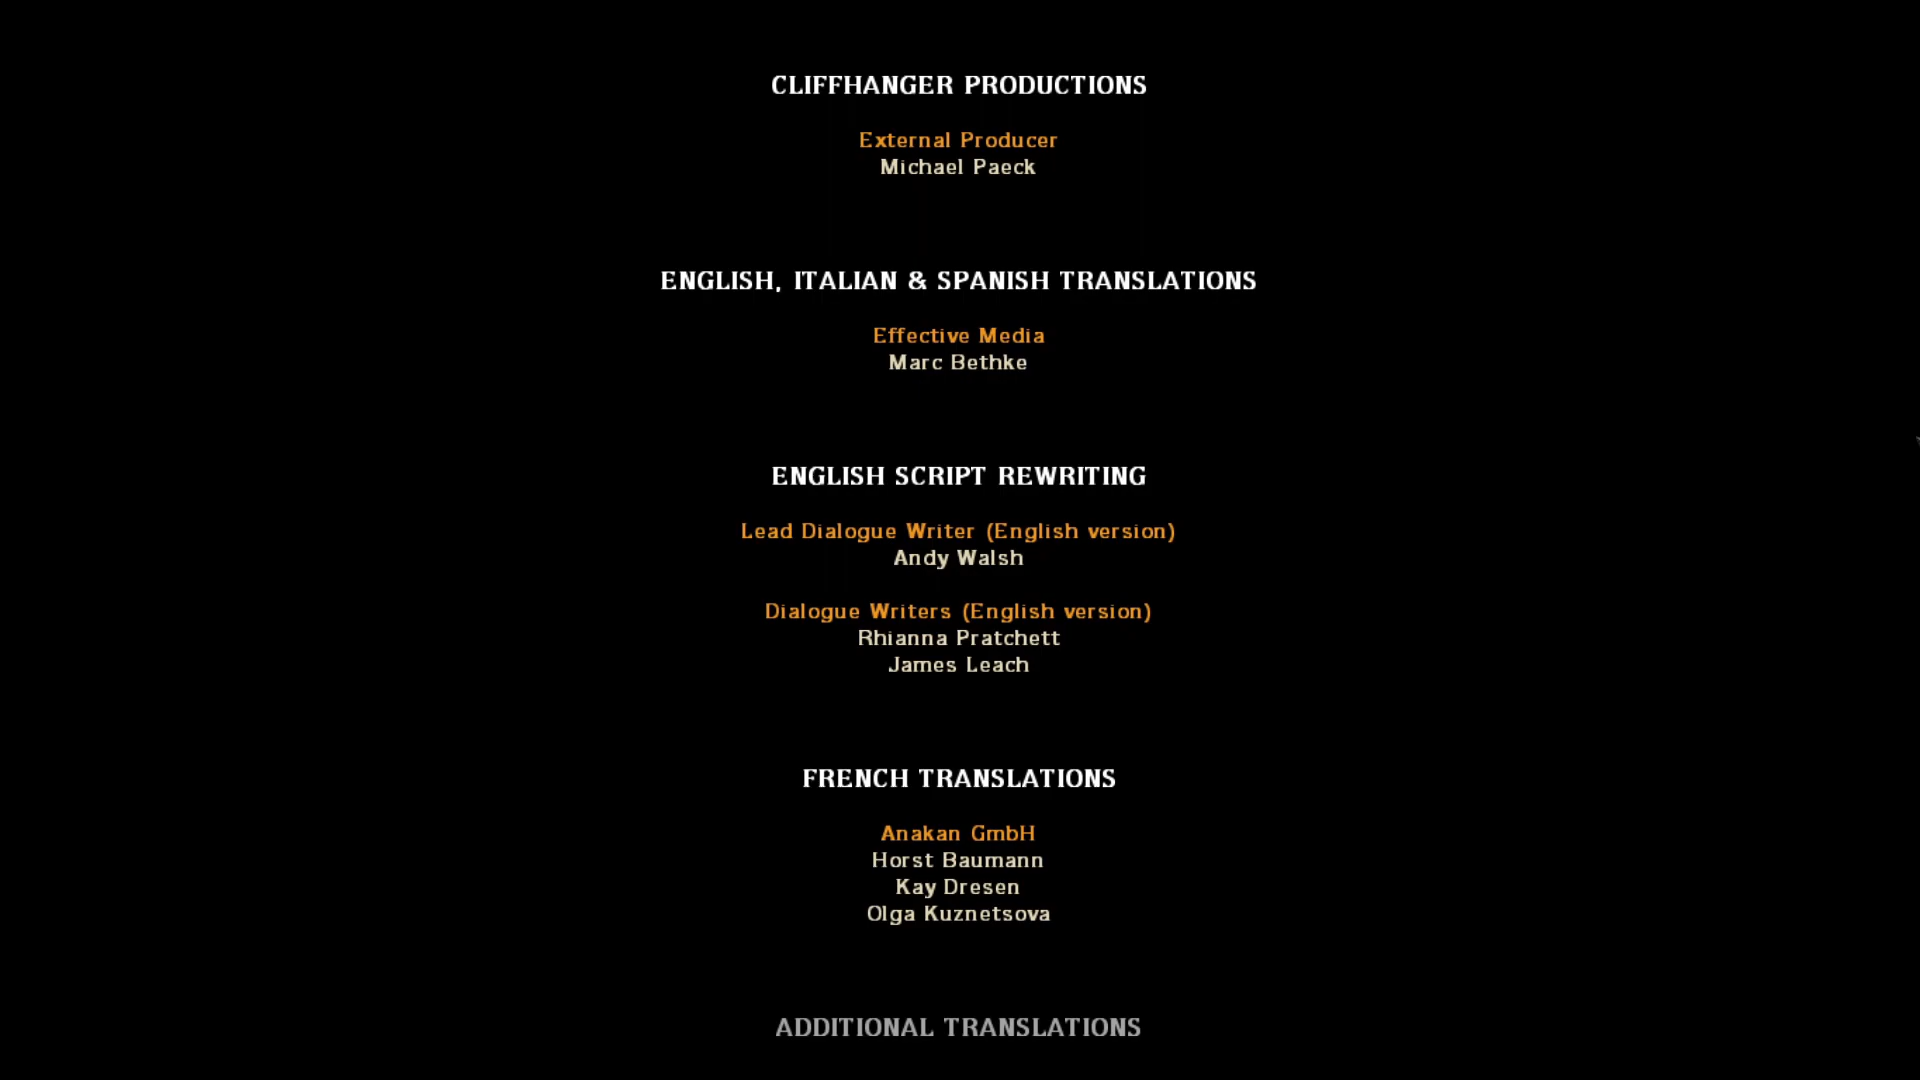 CLIFFHANGER PRODUCTIONS
External Producer
Michael Paeck
ENGLISH, ITALIAN & SPANISH TRANSLATIONS
Effective Media
Marc Bethke
ENGLISH SCRIPT REWRITING
Lead Dialogue Writer (English version)
Andy Walsh
Dialogue Writers (English version)
Rhianna Pratchett
James Leach
FRENCH TRANSLATIONS
Anakan GmbH
Horst Baumann
Kay Dresen
Olga Kuznetsova
ADDITIONAL TRANSLATIONS